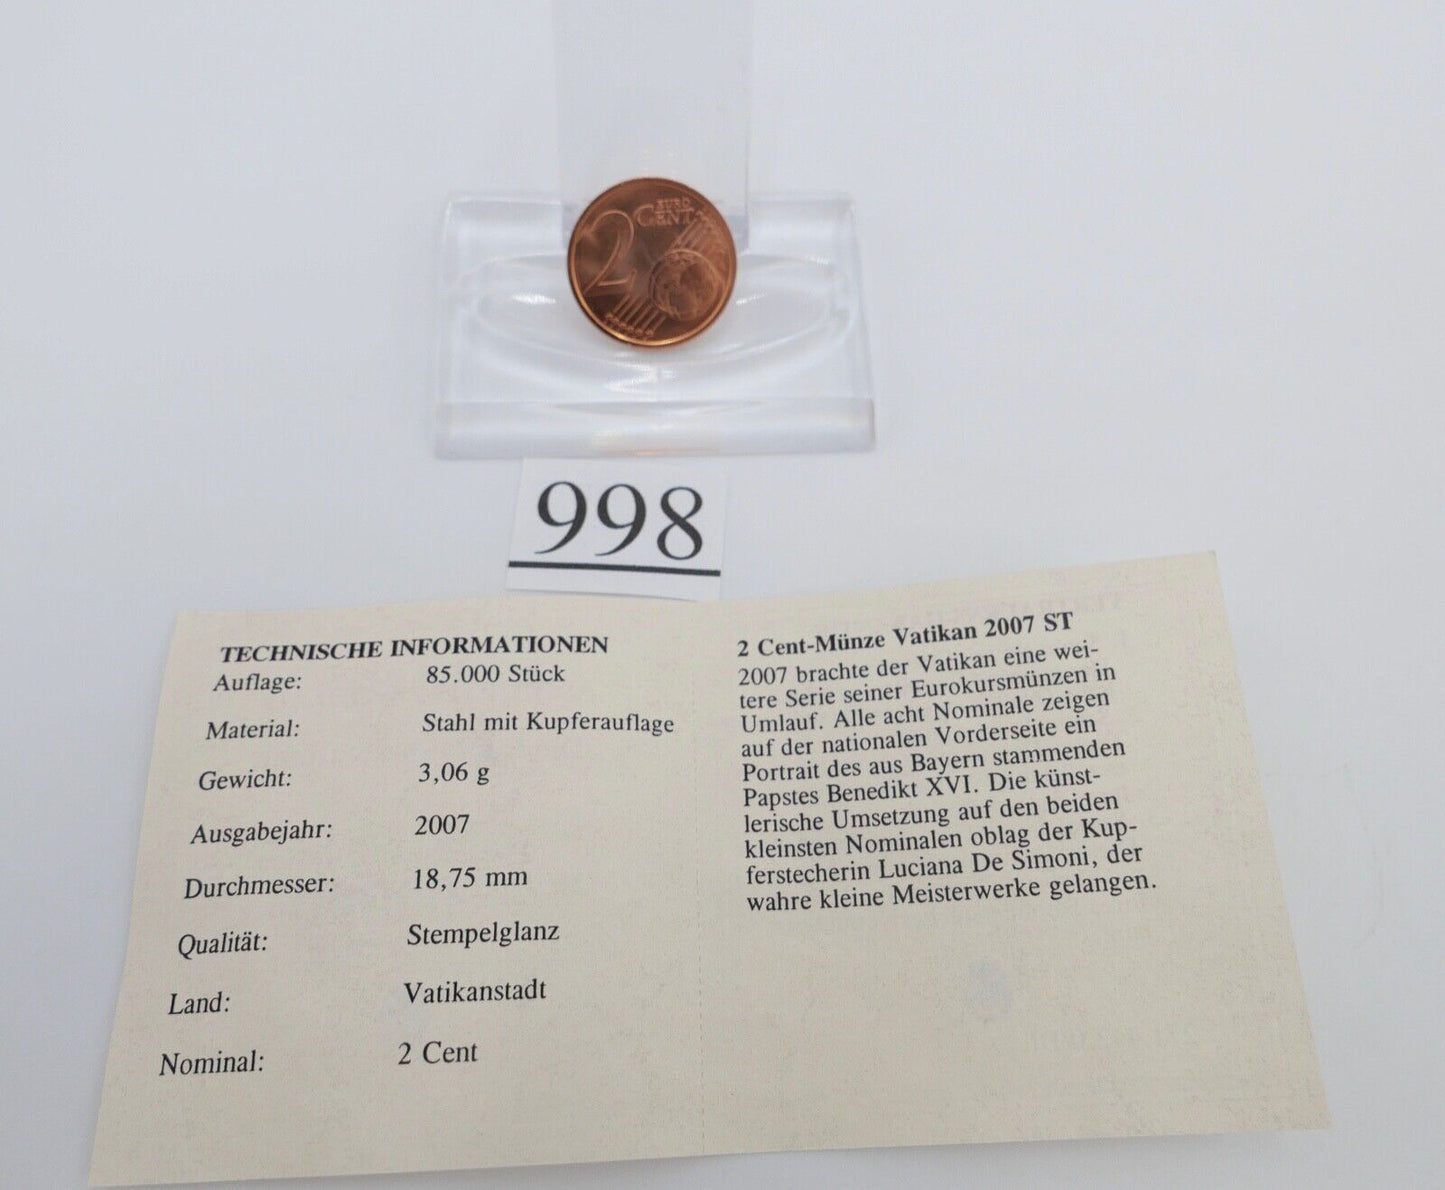 2 EURO
CENT
998
TECHNISCHE INFORMATIONEN
Auflage: 85.000 Stück
Material: Stahl mit Kupferauflage
Gewicht: 3,06 g
Ausgabejahr: 2007
Durchmesser: 18,75 mm
Qualität: Stempelglanz
Land: Vatikanstadt
Nominal: 2 Cent
2 Cent-Münze Vatikan 2007 ST
2007 brachte der Vatikan eine wei-
tere Serie seiner Eurokursmünzen in
Umlauf. Alle acht Nominale zeigen
auf der nationalen Vorderseite ein
Portrait des aus Bayern stammenden
Papstes Benedikt XVI. Die künst-
lerische Umsetzung auf den beiden
kleinsten Nominalen oblag der Kup-
ferstecherin Luciana De Simoni, der
wahre kleine Meisterwerke gelangen.